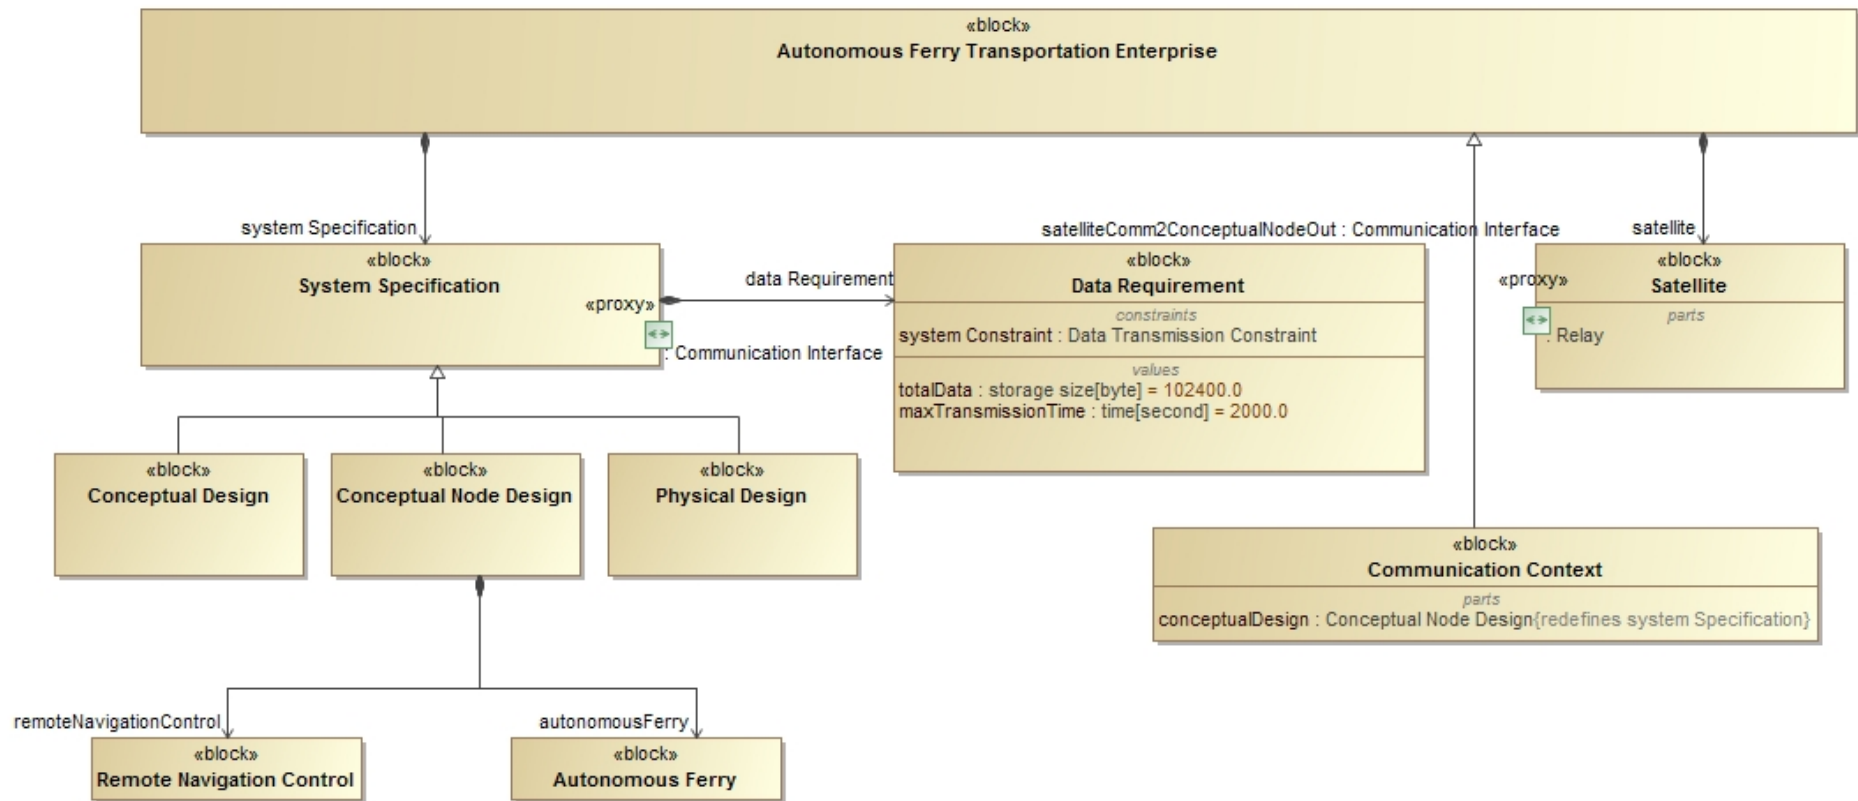 «block»
Autonomous Ferry Transportation Enterprise
system Specification
satelliteComm2ConceptualNodeOut : Communication Interface
satellite
«block»
System Specification
«proxy»
: Communication Interface
data Requirement
«block»
Data Requirement
constraints
system Constraint : Data Transmission Constraint
values
totalData : storage size[byte] = 102400.0
maxTransmissionTime : time[second] = 2000.0
«proxy»
«block»
Satellite
parts
: Relay
«block»
Conceptual Design
«block»
Conceptual Node Design
«block»
Physical Design
«block»
Communication Context
parts
conceptualDesign : Conceptual Node Design{redefines system Specification}
remoteNavigationControl
autonomousFerry
«block»
Remote Navigation Control
«block»
Autonomous Ferry